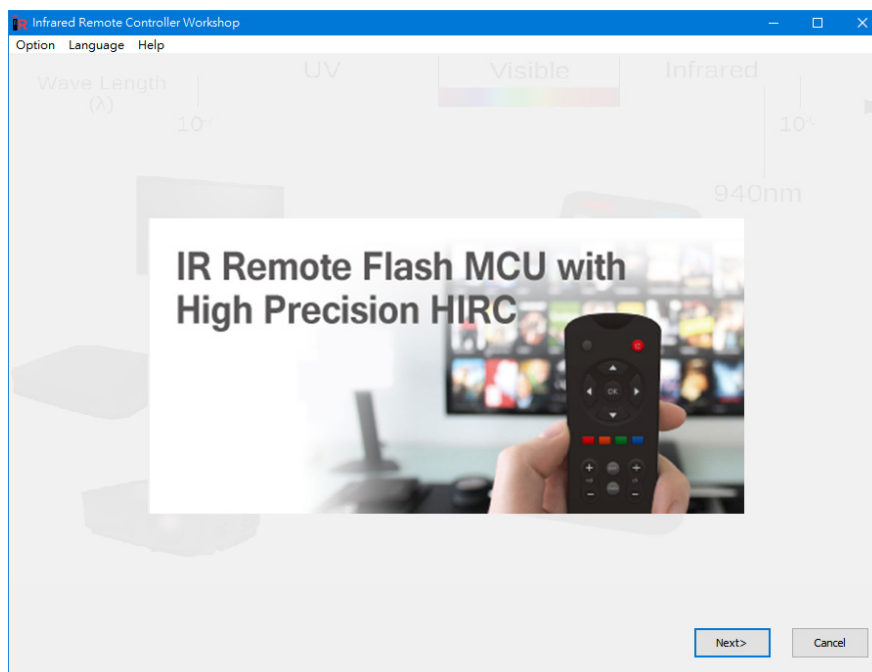 IR Infrared Remote Controller Workshop
Option Language Help
UV Visible Infrared
Wave Length
(λ)
940nm
IR Remote Flash MCU with
High Precision HIRC
OK
Next> Cancel